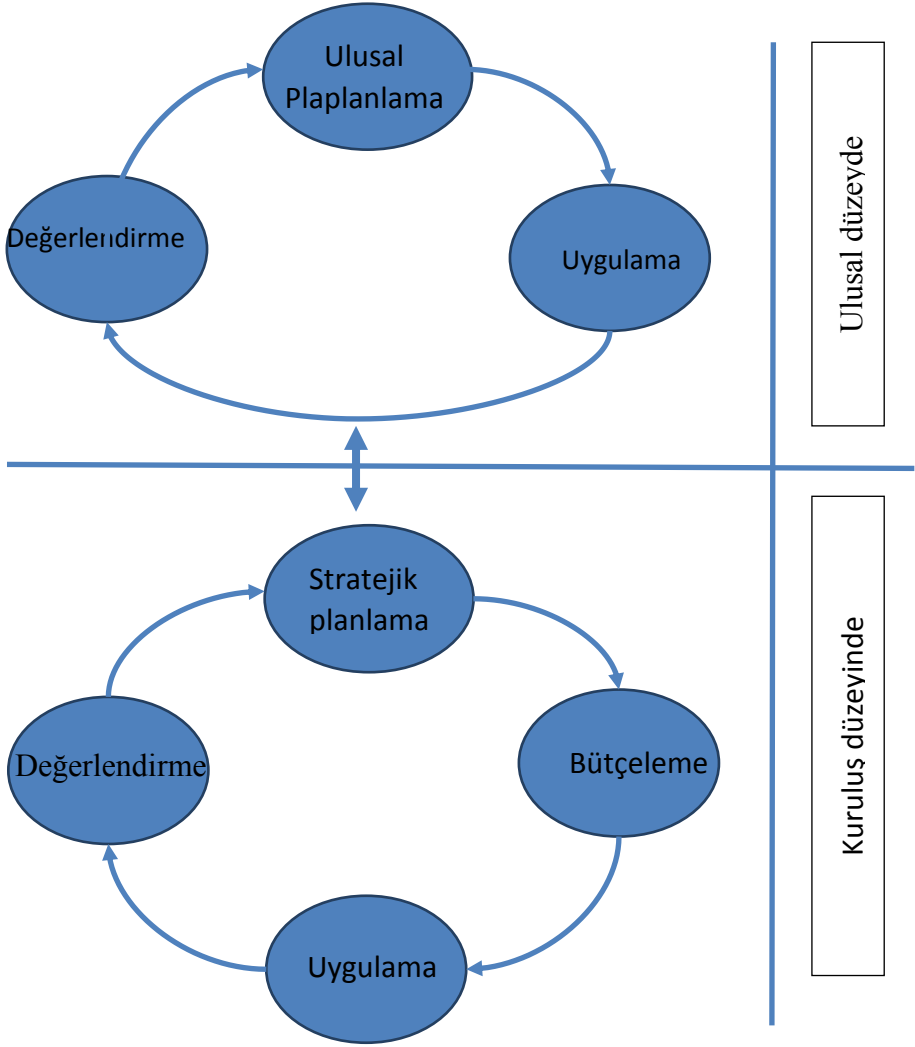 Ulusal
Plaplanlama
Değerlendirme
Uygulama
Ulusal düzeyde
Stratejik
planlama
Değerlendirme
Bütçeleme
Uygulama
Kuruluş düzeyinde